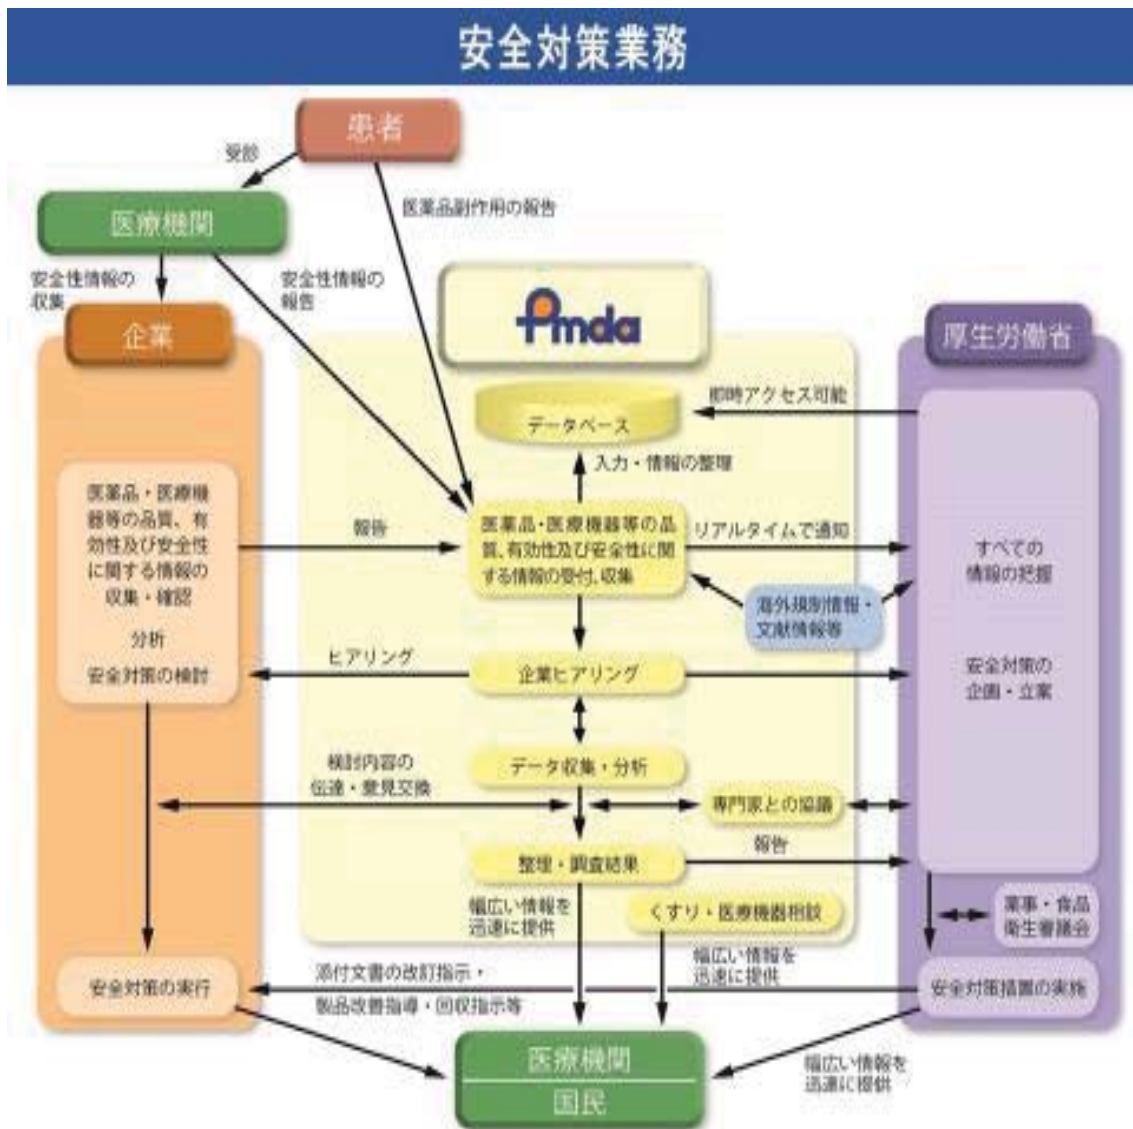 安全対策業務
患者
受診
医療機関
医薬品副作用の報告
安全性情報の
収集
安全性情報の
報告
企業
pmda
厚生労働省
即時アクセス可能
データベース
入力・情報の整理
医薬品・医療機
器等の品質、有
効性及び安全性
に関する情報の
収集・確認
分析
安全対策の検討
報告
医薬品・医療機器等の品
質、有効性及び安全性に関
する情報の受付、収集
リアルタイムで通知
すべての
情報の把握
海外規制情報・
文献情報等
ヒアリング
企業ヒアリング
安全対策の
企画・立案
データ収集・分析
検討内容の
伝達・意見交換
専門家との協議
整理・調査結果
報告
幅広い情報を
迅速に提供
くすり・医療機器相談
薬事・食品
衛生審議会
幅広い情報を
迅速に提供
安全対策の実行
添付文書の改訂指示・
製品改善指導・回収指示等
安全対策措置の実施
医療機関
国民
幅広い情報を
迅速に提供